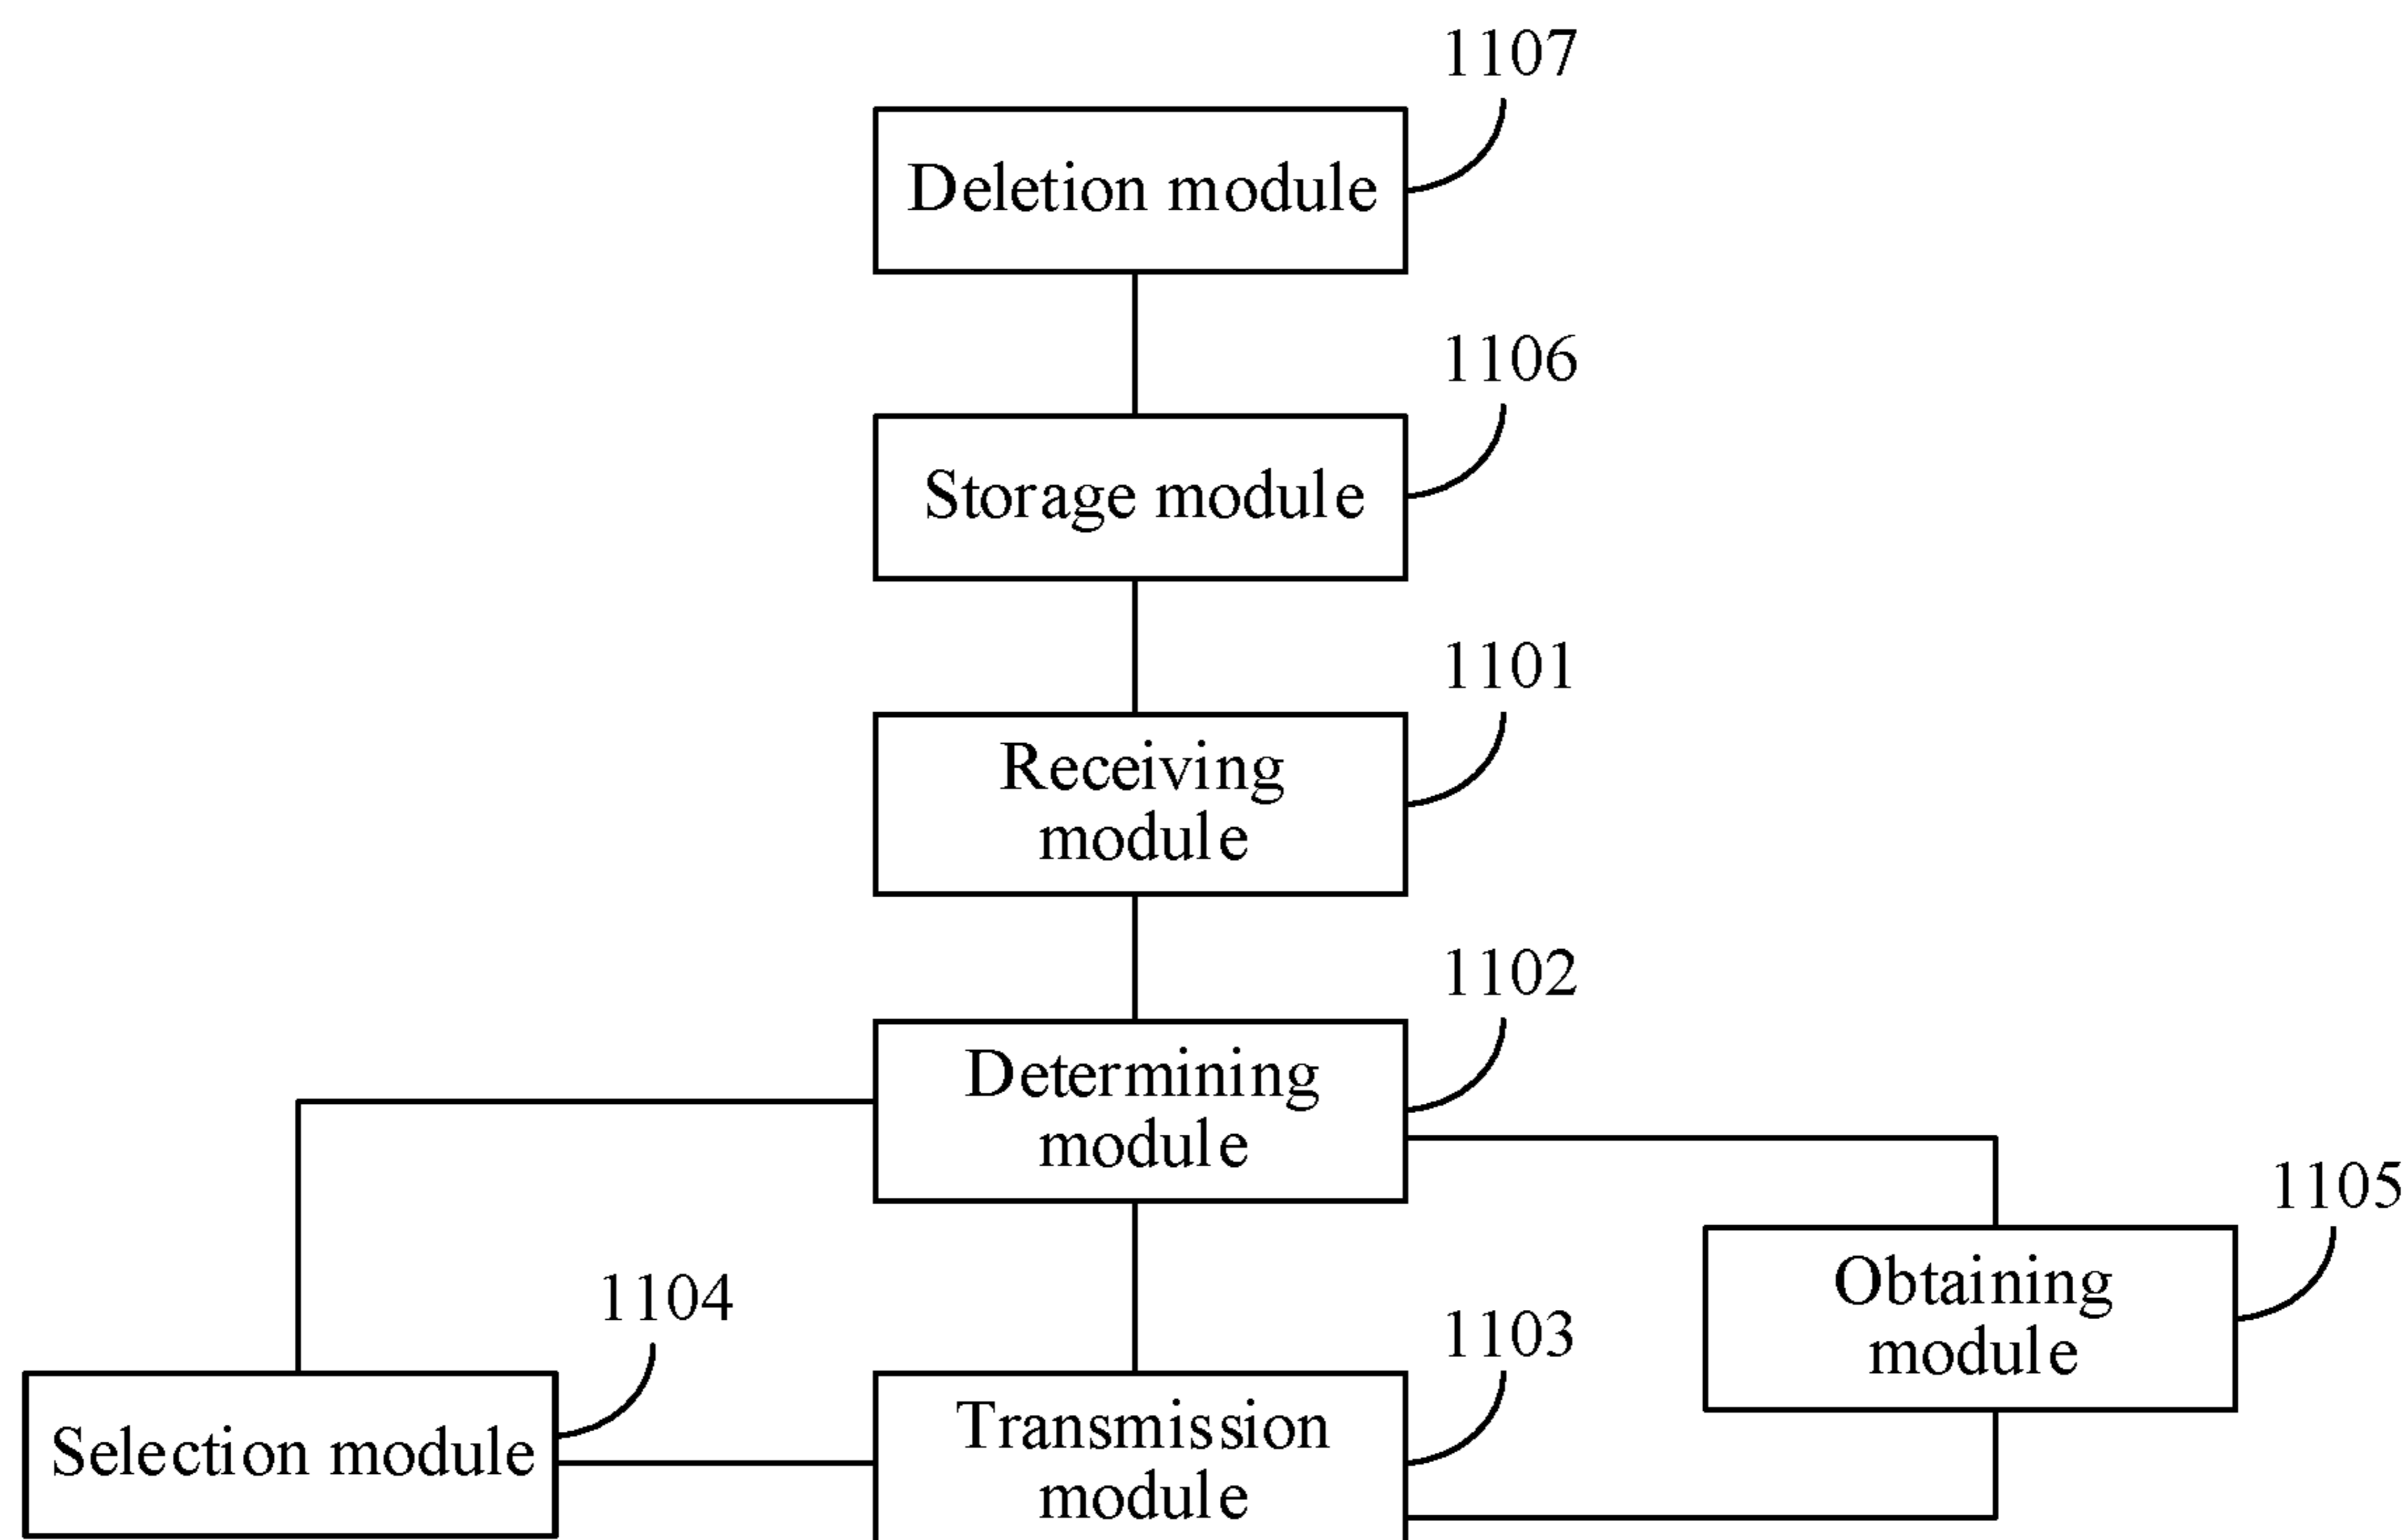 1107
Deletion module
1106
Storage module
1101
Receiving
module
1102
Determining
module
1105
Obtaining
module
1104
Selection module
1103
Transmission
module